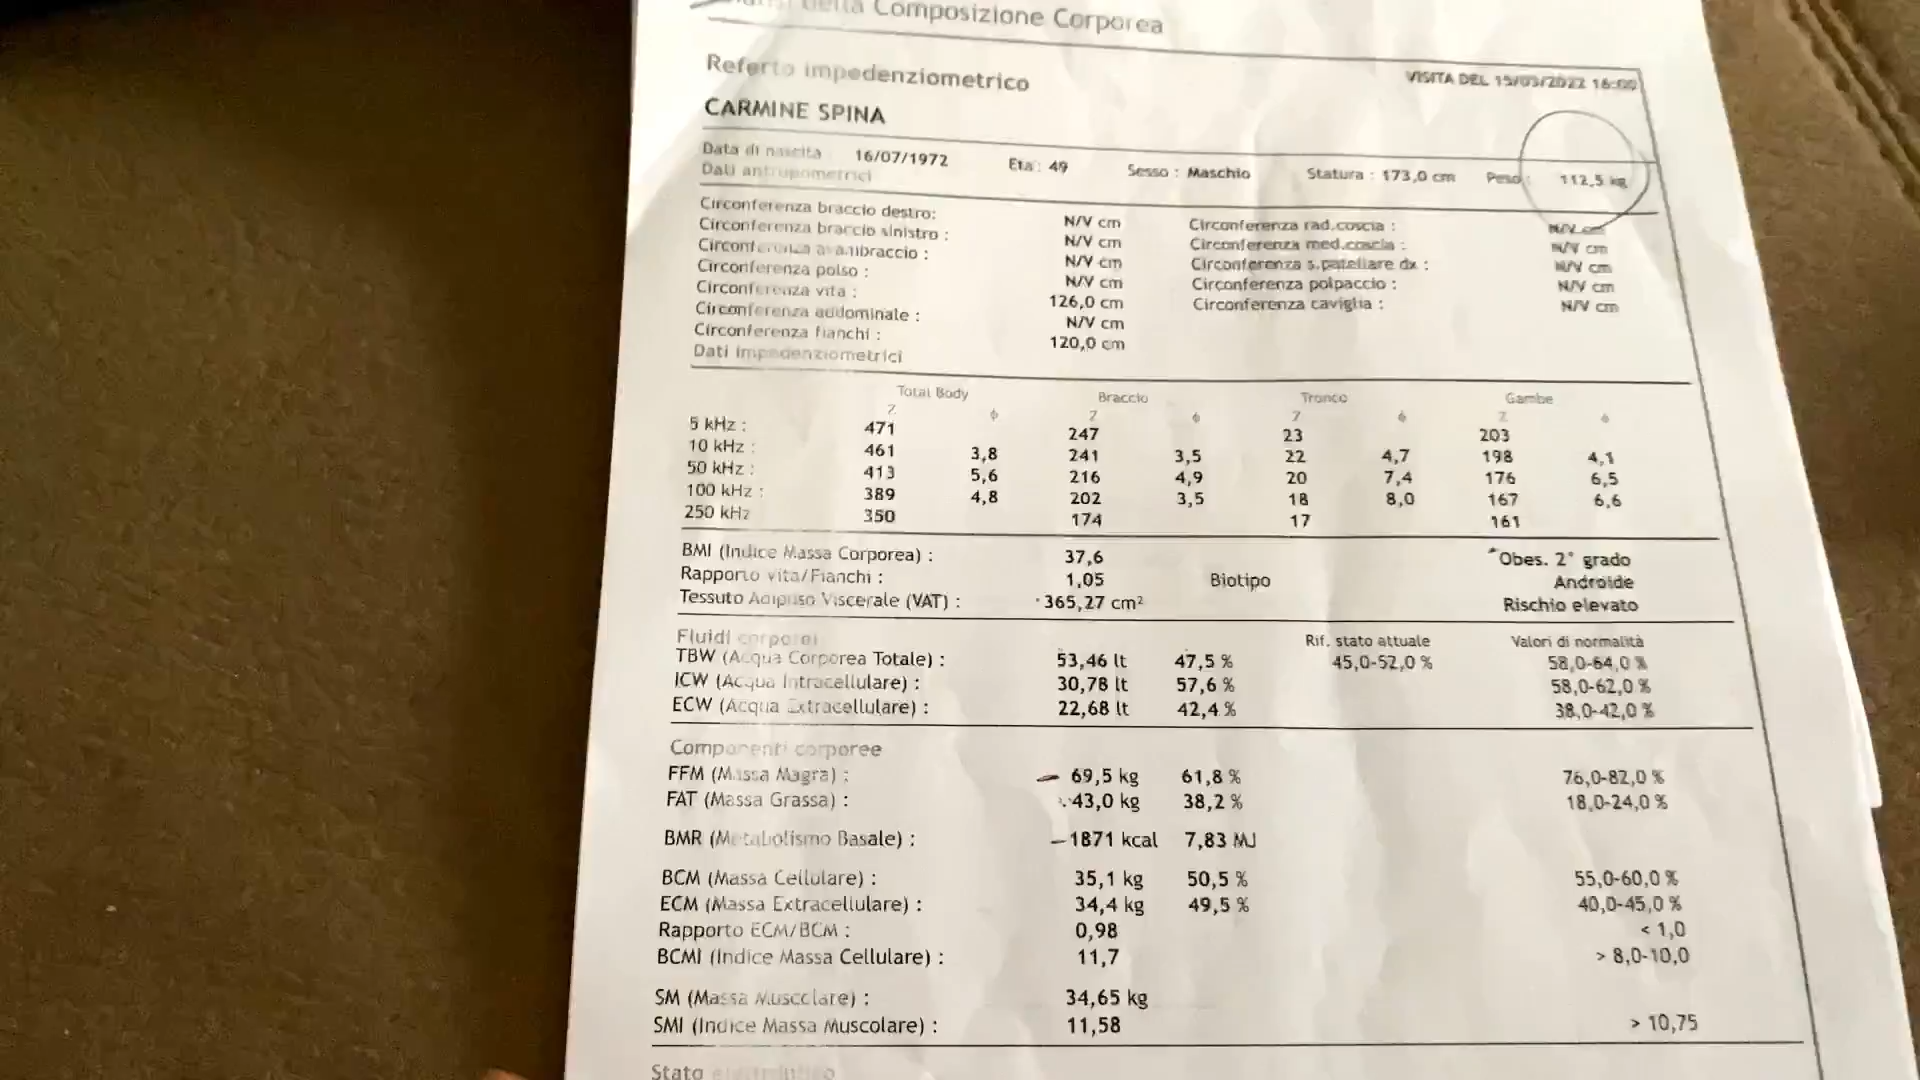 della Composizione Corporea
Referto impedenziometrico
VISITA DEL 15/03/2022 16:00
CARMINE SPINA
Data di nascita 16/07/1972 Eta : 49 Sesso : Maschio Statura : 173,0 cm Peso : 112,5 kg
Dati antropometrici
Circonferenza braccio destro: N/V cm Circonferenza rad.coscia : N/V cm
Circonferenza braccio sinistro : N/V cm Circonferenza med.coscia : N/V cm
Circonferenza avambraccio : N/V cm Circonferenza s.patellare dx : N/V cm
Circonferenza polso : N/V cm Circonferenza polpaccio : N/V cm
Circonferenza vita : 126,0 cm Circonferenza caviglia : N/V cm
Circonferenza addominale : N/V cm
Circonferenza fianchi : 120,0 cm
Dati impedenziometrici
Total Body Braccio Tronco Gambe
Z ϕ Z ϕ Z ϕ Z ϕ
5 kHz : 471 247 23 203
10 kHz : 461 3,8 241 3,5 22 4,7 198 4,1
50 kHz : 413 5,6 216 4,9 20 7,4 176 6,5
100 kHz : 389 4,8 202 3,5 18 8,0 167 6,6
250 kHz 350 174 17 161
BMI (Indice Massa Corporea) : 37,6 Obes. 2° grado
Rapporto vita/Fianchi : 1,05 Biotipo Androide
Tessuto Adiposo Viscerale (VAT) : 365,27 cm² Rischio elevato
Fluidi corporei Rif. stato attuale Valori di normalità
TBW (Acqua Corporea Totale) : 53,46 lt 47,5 % 45,0-52,0 % 58,0-64,0 %
ICW (Acqua Intracellulare) : 30,78 lt 57,6 % 58,0-62,0 %
ECW (Acqua Extracellulare) : 22,68 lt 42,4 % 38,0-42,0 %
Componenti corporee
FFM (Massa Magra) : 69,5 kg 61,8 % 76,0-82,0 %
FAT (Massa Grassa) : 43,0 kg 38,2 % 18,0-24,0 %
BMR (Metabolismo Basale) : 1871 kcal 7,83 MJ
BCM (Massa Cellulare) : 35,1 kg 50,5 % 55,0-60,0 %
ECM (Massa Extracellulare) : 34,4 kg 49,5 % 40,0-45,0 %
Rapporto ECM/BCM : 0,98 < 1,0
BCMI (Indice Massa Cellulare) : 11,7 > 8,0-10,0
SM (Massa Muscolare) : 34,65 kg
SMI (Indice Massa Muscolare) : 11,58 > 10,75
Stato